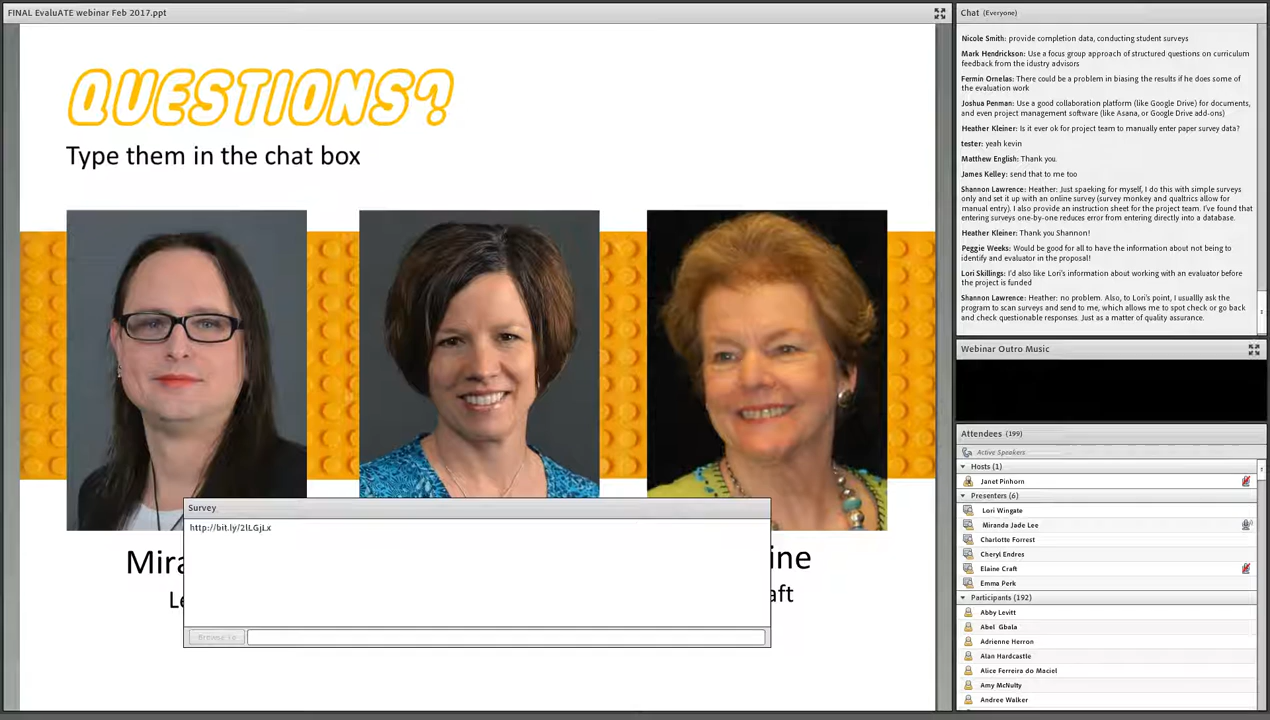 FINAL EvaluATE webinar Feb 2017.ppt
QUESTIONS?
Type them in the chat box
Mira
Le
ine
aft
Survey
http://bit.ly/2lLGjLx
Browse To
Chat (Everyone)
Nicole Smith: provide completion data, conducting student surveys
Mark Hendrickson: Use a focus group approach of structured questions on curriculum
feedback from the idustry advisors
Fermin Ornelas: There could be a problem in biasing the results if he does some of
the evaluation work
Joshua Penman: Use a good collaboration platform (like Google Drive) for documents,
and even project management software (like Asana, or Google Drive add-ons)
Heather Kleiner: Is it ever ok for project team to manually enter paper survey data?
tester: yeah kevin
Matthew English: Thank you.
James Kelley: send that to me too
Shannon Lawrence: Heather: Just spaeking for myself, I do this with simple surveys
only and set it up with an online survey (survey monkey and qualtrics allow for
manual entry). I also provide an instruction sheet for the project team. I've found that
entering surveys one-by-one reduces error from entering directly into a database.
Heather Kleiner: Thank you Shannon!
Peggie Weeks: Would be good for all to have the information about not being to
identify and evaluator in the proposal!
Lori Skillings: I'd also like Lori's information about working with an evaluator before
the project is funded
Shannon Lawrence: Heather: no problem. Also, to Lori's point, I usuallly ask the
program to scan surveys and send to me, which allows me to spot check or go back
and check questionable responses. Just as a matter of quality assurance.
Webinar Outro Music
Attendees (199)
Active Speakers
Hosts (1)
Janet Pinhorn
Presenters (6)
Lori Wingate
Miranda Jade Lee
Charlotte Forrest
Cheryl Endres
Elaine Craft
Emma Perk
Participants (192)
Abby Levitt
Abel Gbala
Adrienne Herron
Alan Hardcastle
Alice Ferreira do Maciel
Amy McNulty
Andree Walker